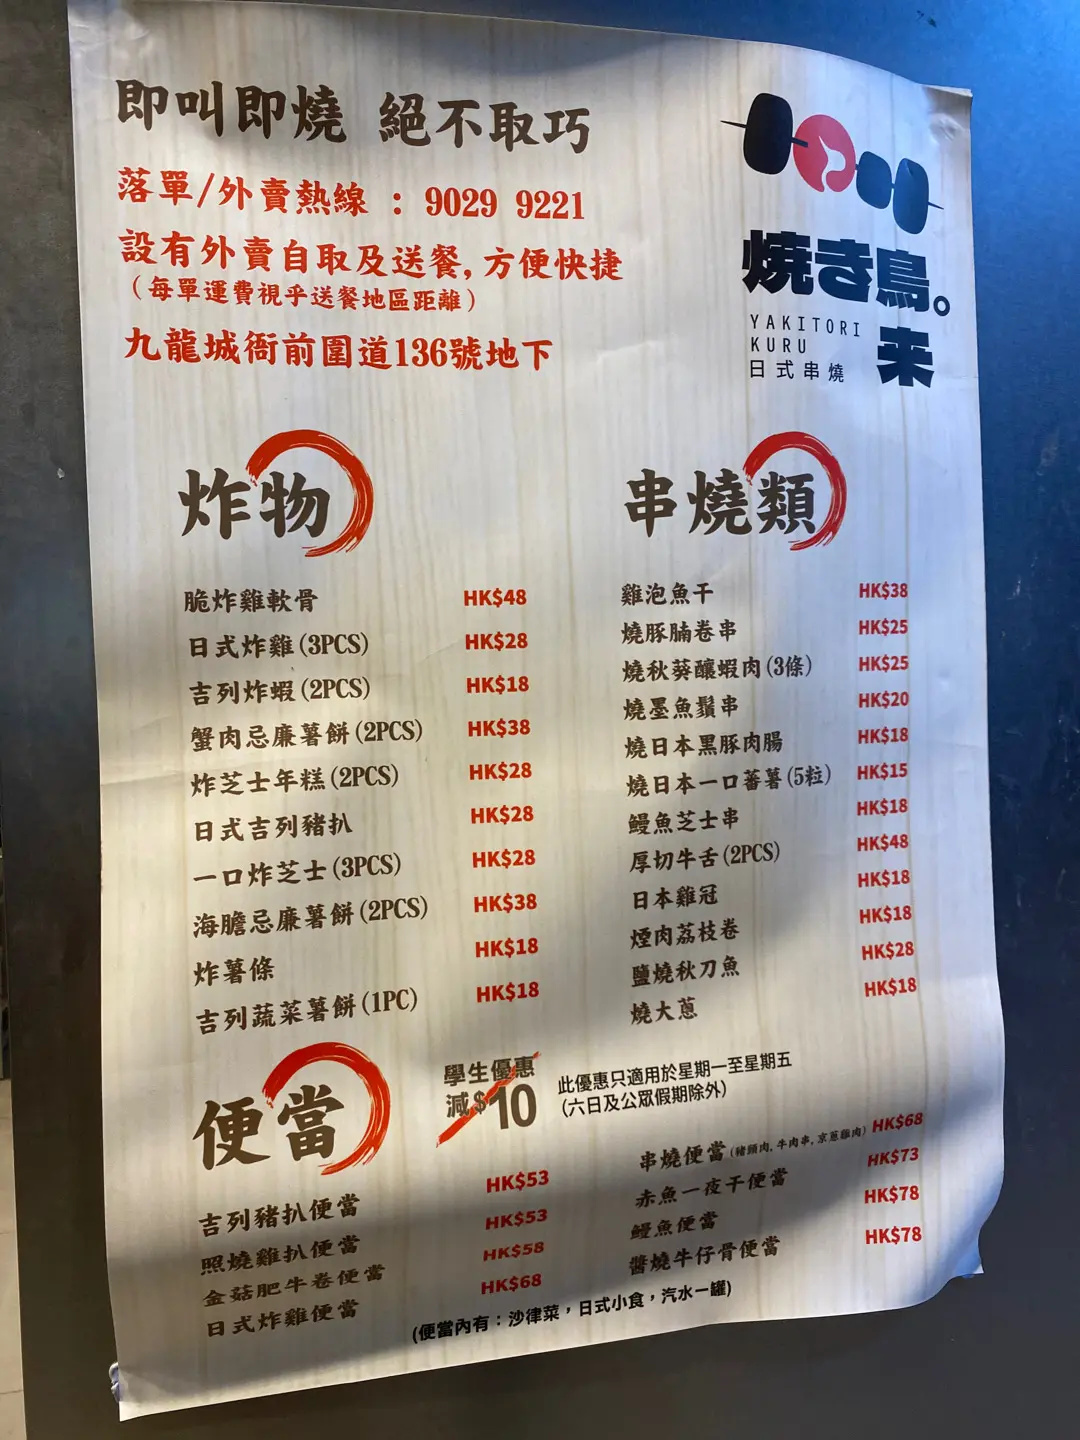 即叫即燒 絕不取巧
落單/外賣熱線 : 9029 9221
設有外賣自取及送餐, 方便快捷
(每單運費視乎送餐地區距離)
九龍城衙前圍道136號地下
焼き鳥。
来
YAKITORI
KURU
日式串燒
炸物
脆炸雞軟骨 HK$48
日式炸雞(3PCS) HK$28
吉列炸蝦(2PCS) HK$18
蟹肉忌廉薯餅(2PCS) HK$38
炸芝士年糕(2PCS) HK$28
日式吉列豬扒 HK$28
一口炸芝士(3PCS) HK$28
海膽忌廉薯餅(2PCS) HK$38
炸薯條 HK$18
吉列蔬菜薯餅(1PC) HK$18
串燒類
雞泡魚干 HK$38
燒豚腩卷串 HK$25
燒秋葵釀蝦肉(3條) HK$25
燒墨魚鬚串 HK$20
燒日本黑豚肉腸 HK$18
燒日本一口蕃薯(5粒) HK$15
鰻魚芝士串 HK$18
厚切牛舌(2PCS) HK$48
日本雞冠 HK$18
煙肉荔枝卷 HK$18
鹽燒秋刀魚 HK$28
燒大蔥 HK$18
便當
學生優惠
減$10
此優惠只適用於星期一至星期五
(六日及公眾假期除外)
吉列豬扒便當 HK$53
照燒雞扒便當 HK$53
金菇肥牛卷便當 HK$58
日式炸雞便當 HK$68
串燒便當(豬頸肉, 牛肉串, 京蔥雞肉) HK$68
赤魚一夜干便當 HK$73
鰻魚便當 HK$78
醬燒牛仔骨便當 HK$78
(便當內有：沙律菜，日式小食，汽水一罐)